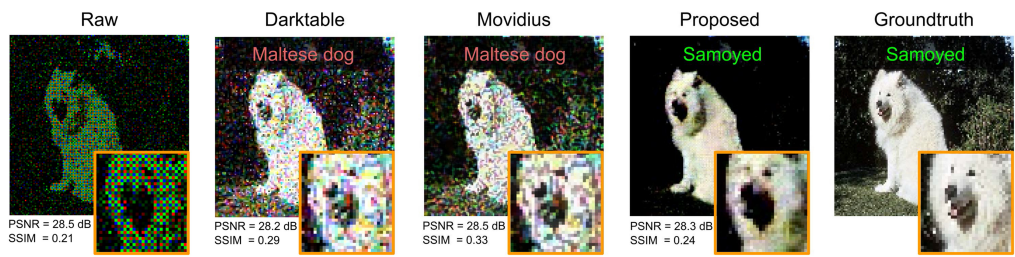 Raw
Darktable
Movidius
Proposed
Groundtruth
Maltese dog
Maltese dog
Samoyed
Samoyed
PSNR = 28.5 dB
SSIM = 0.21
PSNR = 28.2 dB
SSIM = 0.29
PSNR = 28.5 dB
SSIM = 0.33
PSNR = 28.3 dB
SSIM = 0.24